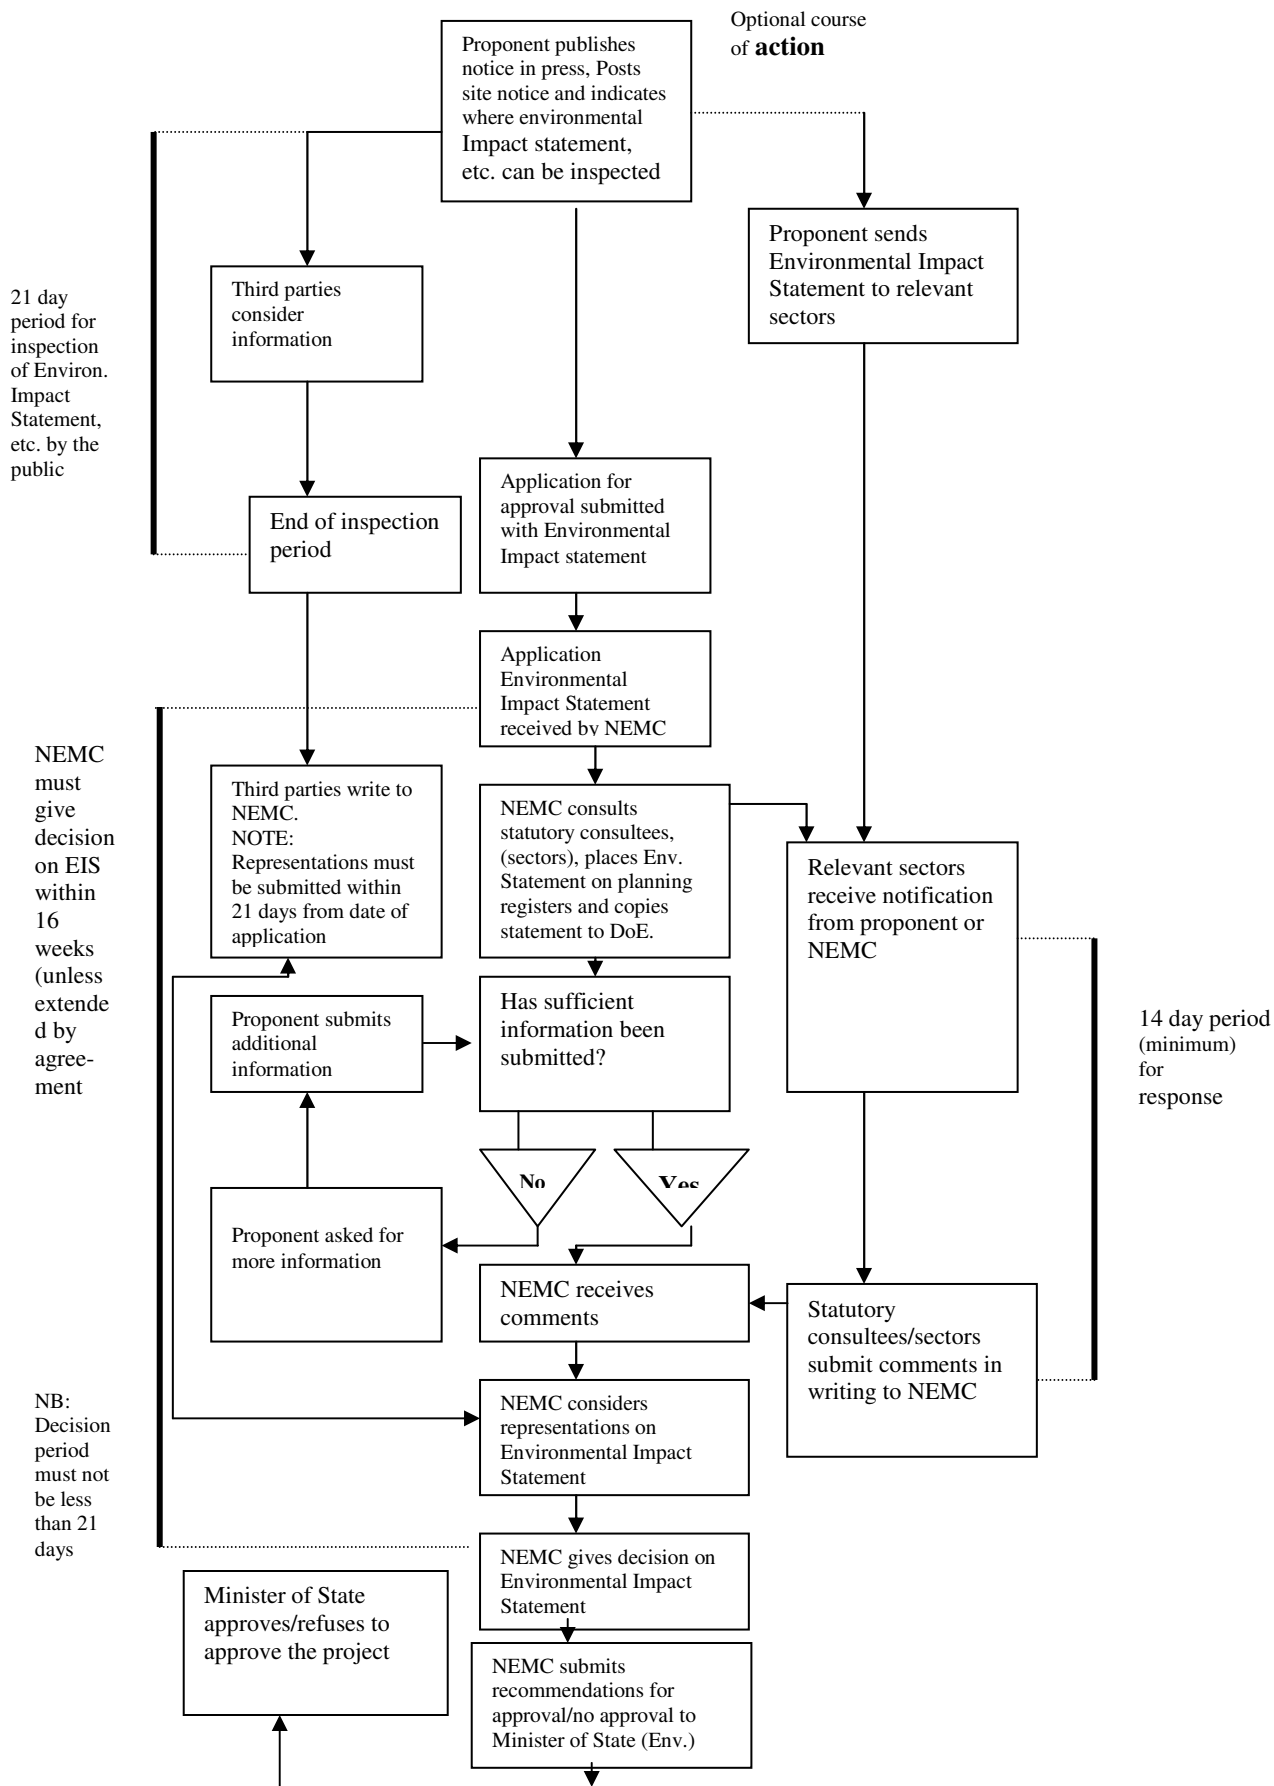 Optional course
of action
Proponent publishes
notice in press, Posts
site notice and indicates
where environmental
Impact statement,
etc. can be inspected
Proponent sends
Environmental Impact
Statement to relevant
sectors
21 day
period for
inspection
of Environ.
Impact
Statement,
etc. by the
public
Third parties
consider
information
End of inspection
period
Application for
approval submitted
with Environmental
Impact statement
Application
Environmental
Impact Statement
received by NEMC
NEMC
must
give
decision
on EIS
within
16
weeks
(unless
extende
d by
agree-
ment
Third parties write to
NEMC.
NOTE:
Representations must
be submitted within
21 days from date of
application
NEMC consults
statutory consultees,
(sectors), places Env.
Statement on planning
registers and copies
statement to DoE.
Relevant sectors
receive notification
from proponent or
NEMC
Proponent submits
additional
information
Has sufficient
information been
submitted?
14 day period
(minimum)
for
response
No
Yes
Proponent asked for
more information
NEMC receives
comments
Statutory
consultees/sectors
submit comments in
writing to NEMC
NB:
Decision
period
must not
be less
than 21
days
NEMC considers
representations on
Environmental Impact
Statement
NEMC gives decision on
Environmental Impact
Statement
Minister of State
approves/refuses to
approve the project
NEMC submits
recommendations for
approval/no approval to
Minister of State (Env.)